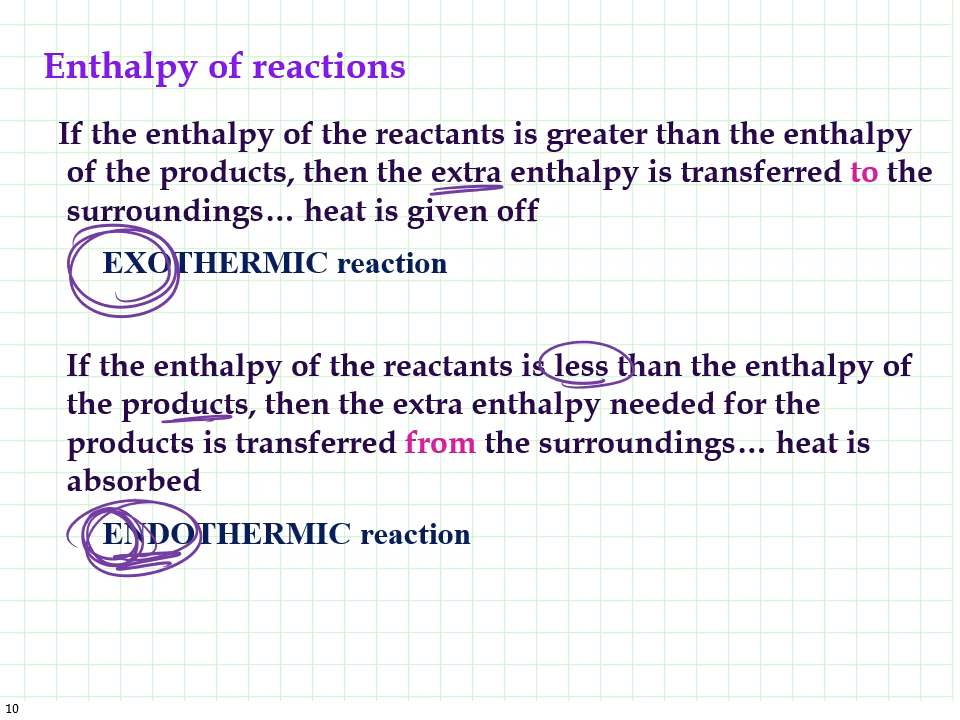 Enthalpy of reactions
If the enthalpy of the reactants is greater than the enthalpy
of the products, then the extra enthalpy is transferred to the
surroundings… heat is given off
EXOTHERMIC reaction
If the enthalpy of the reactants is less than the enthalpy of
the products, then the extra enthalpy needed for the
products is transferred from the surroundings… heat is
absorbed
ENDOTHERMIC reaction
10